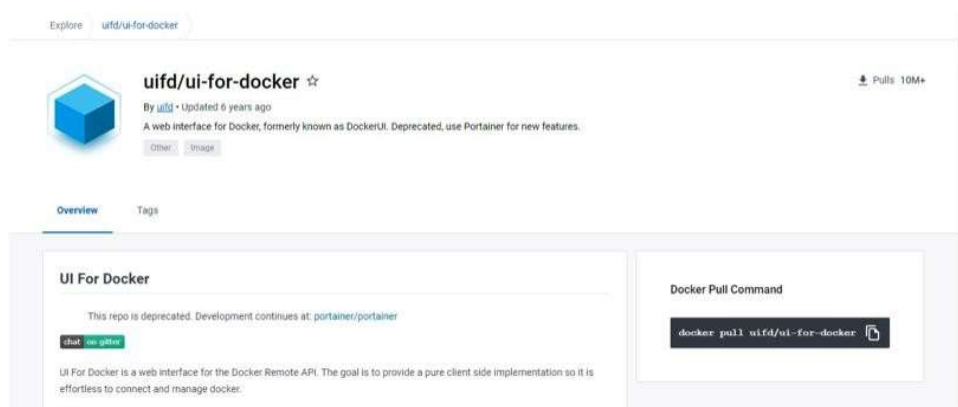 Explore uifd/ui-for-docker
uifd/ui-for-docker
Pulls 10M+
By uifd • Updated 6 years ago
A web interface for Docker, formerly known as DockerUI. Deprecated, use Portainer for new features.
Other Image
Overview Tags
UI For Docker
This repo is deprecated. Development continues at: portainer/portainer
chat on gitter
UI For Docker is a web interface for the Docker Remote API. The goal is to provide a pure client side implementation so it is
effortless to connect and manage docker.
Docker Pull Command
docker pull uifd/ui-for-docker